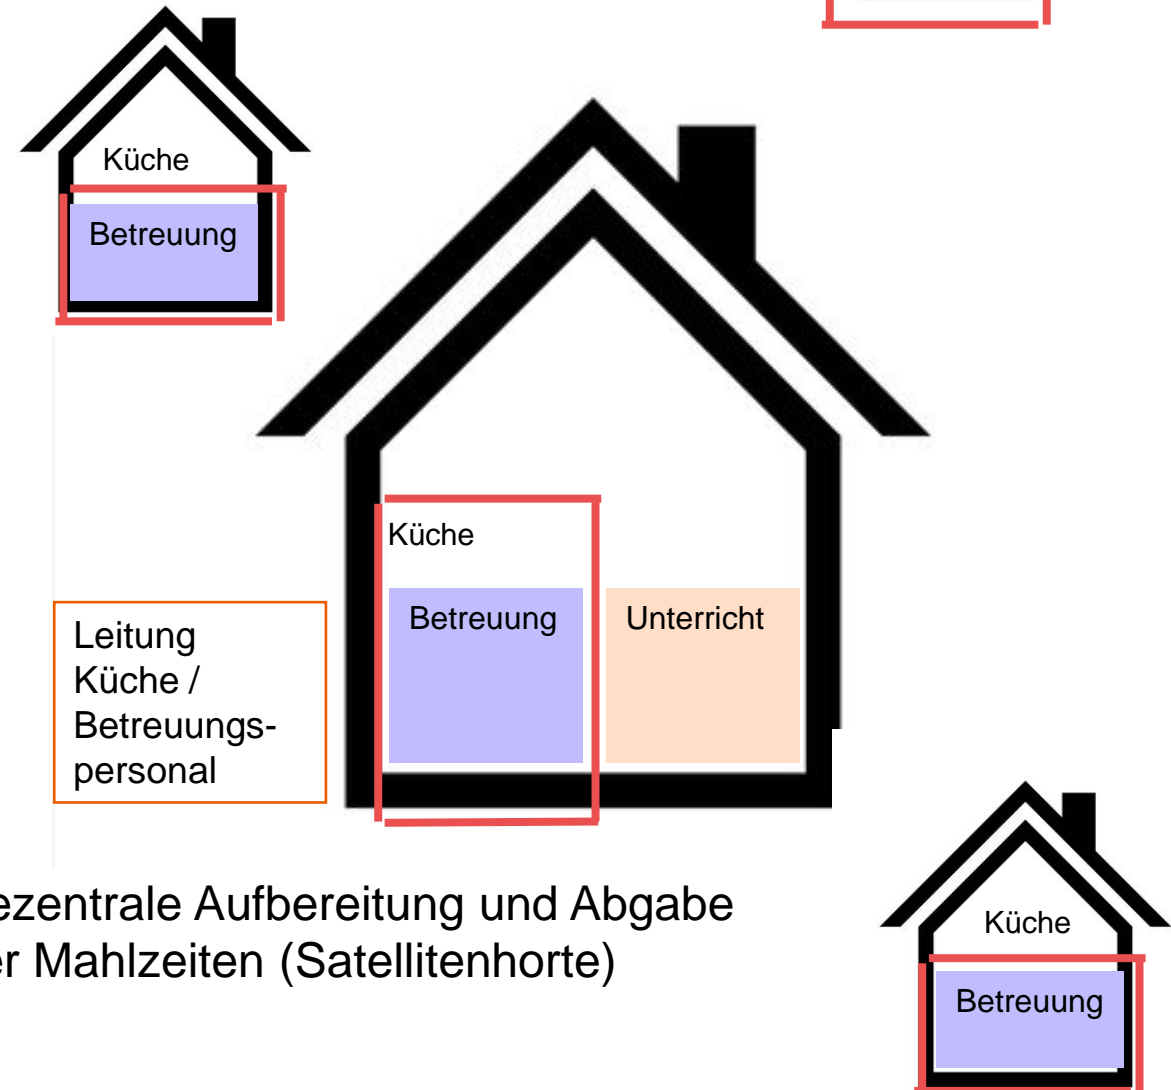 Küche
Betreuung
Küche
Betreuung
Unterricht
Leitung
Küche /
Betreuungs-
personal
ezentrale Aufbereitung und Abgabe
er Mahlzeiten (Satellitenhorte)
Küche
Betreuung